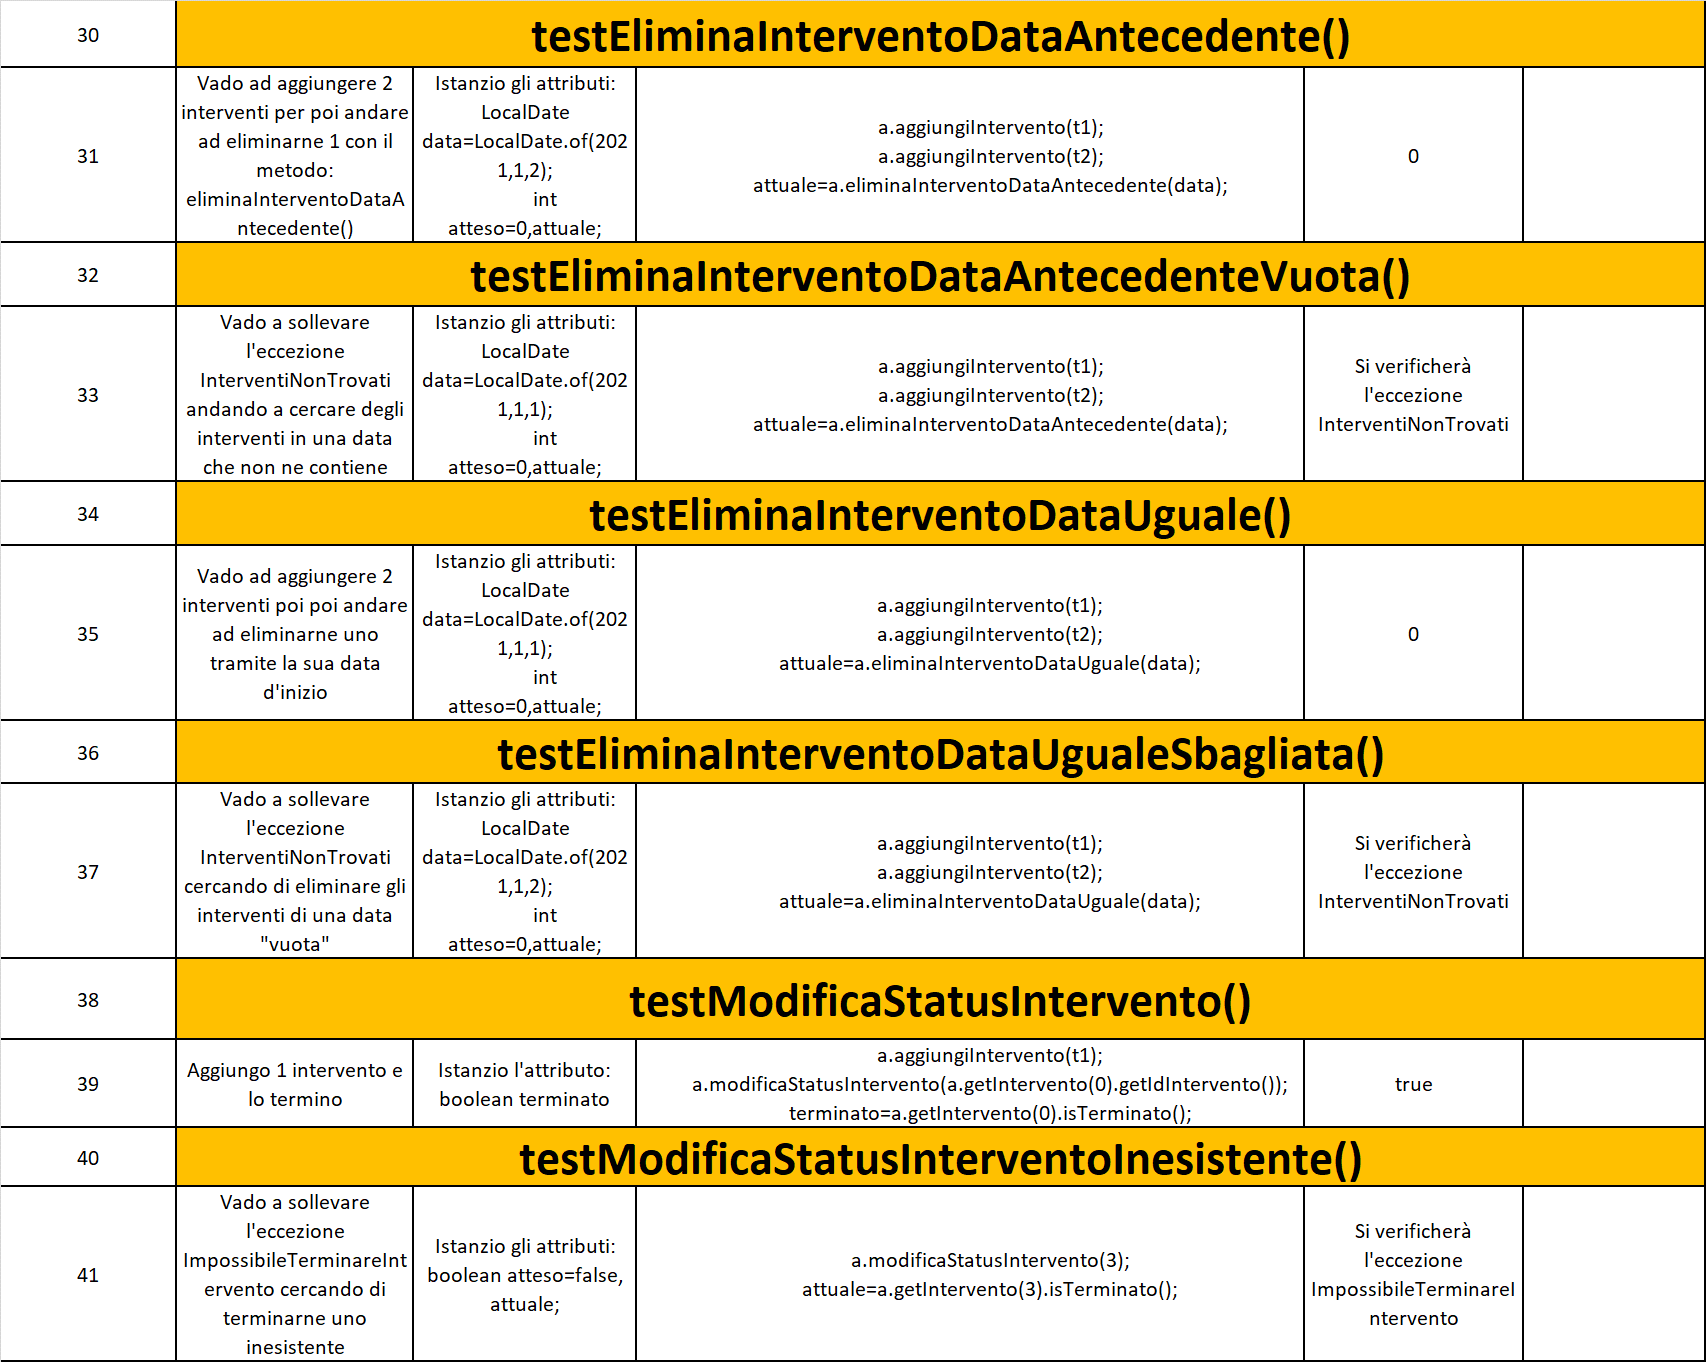 30
testEliminaInterventoDataAntecedente()
31
Vado ad aggiungere 2
interventi per poi andare
ad eliminarne 1 con il
metodo:
eliminaInterventoDataA
ntecedente()
Istanzio gli attributi:
LocalDate
data=LocalDate.of(202
1,1,2);
int
atteso=0,attuale;
a.aggiungiIntervento(t1);
a.aggiungiIntervento(t2);
attuale=a.eliminaInterventoDataAntecedente(data);
0
32
testEliminaInterventoDataAntecedenteVuota()
33
Vado a sollevare
l'eccezione
InterventiNonTrovati
andando a cercare degli
interventi in una data
che non ne contiene
Istanzio gli attributi:
LocalDate
data=LocalDate.of(202
1,1,1);
int
atteso=0,attuale;
a.aggiungiIntervento(t1);
a.aggiungiIntervento(t2);
attuale=a.eliminaInterventoDataAntecedente(data);
Si verificherà
l'eccezione
InterventiNonTrovati
34
testEliminaInterventoDataUguale()
35
Vado ad aggiungere 2
interventi poi poi andare
ad eliminarne uno
tramite la sua data
d'inizio
Istanzio gli attributi:
LocalDate
data=LocalDate.of(202
1,1,1);
int
atteso=0,attuale;
a.aggiungiIntervento(t1);
a.aggiungiIntervento(t2);
attuale=a.eliminaInterventoDataUguale(data);
0
36
testEliminaInterventoDataUgualeSbagliata()
37
Vado a sollevare
l'eccezione
InterventiNonTrovati
cercando di eliminare gli
interventi di una data
"vuota"
Istanzio gli attributi:
LocalDate
data=LocalDate.of(202
1,1,2);
int
atteso=0,attuale;
a.aggiungiIntervento(t1);
a.aggiungiIntervento(t2);
attuale=a.eliminaInterventoDataUguale(data);
Si verificherà
l'eccezione
InterventiNonTrovati
38
testModificaStatusIntervento()
39
Aggiungo 1 intervento e
lo termino
Istanzio l'attributo:
boolean terminato
a.aggiungiIntervento(t1);
a.modificaStatusIntervento(a.getIntervento(0).getIdIntervento());
terminato=a.getIntervento(0).isTerminato();
true
40
testModificaStatusInterventoInesistente()
41
Vado a sollevare
l'eccezione
ImpossibileTerminareInt
ervento cercando di
terminarne uno
inesistente
Istanzio gli attributi:
boolean atteso=false,
attuale;
a.modificaStatusIntervento(3);
attuale=a.getIntervento(3).isTerminato();
Si verificherà
l'eccezione
ImpossibileTerminareI
ntervento